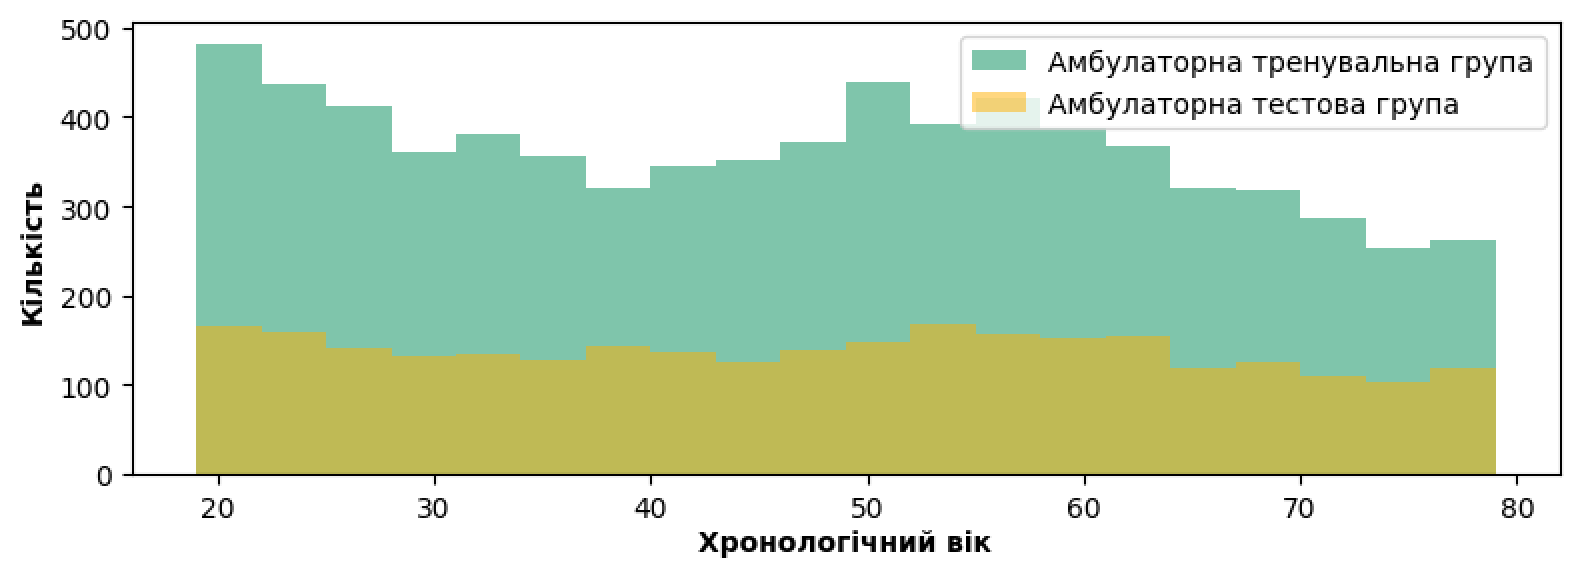 Кількість
500
400
300
200
100
0
Амбулаторна тренувальна група
Амбулаторна тестова група
20 30 40 50 60 70 80
Хронологічний вік